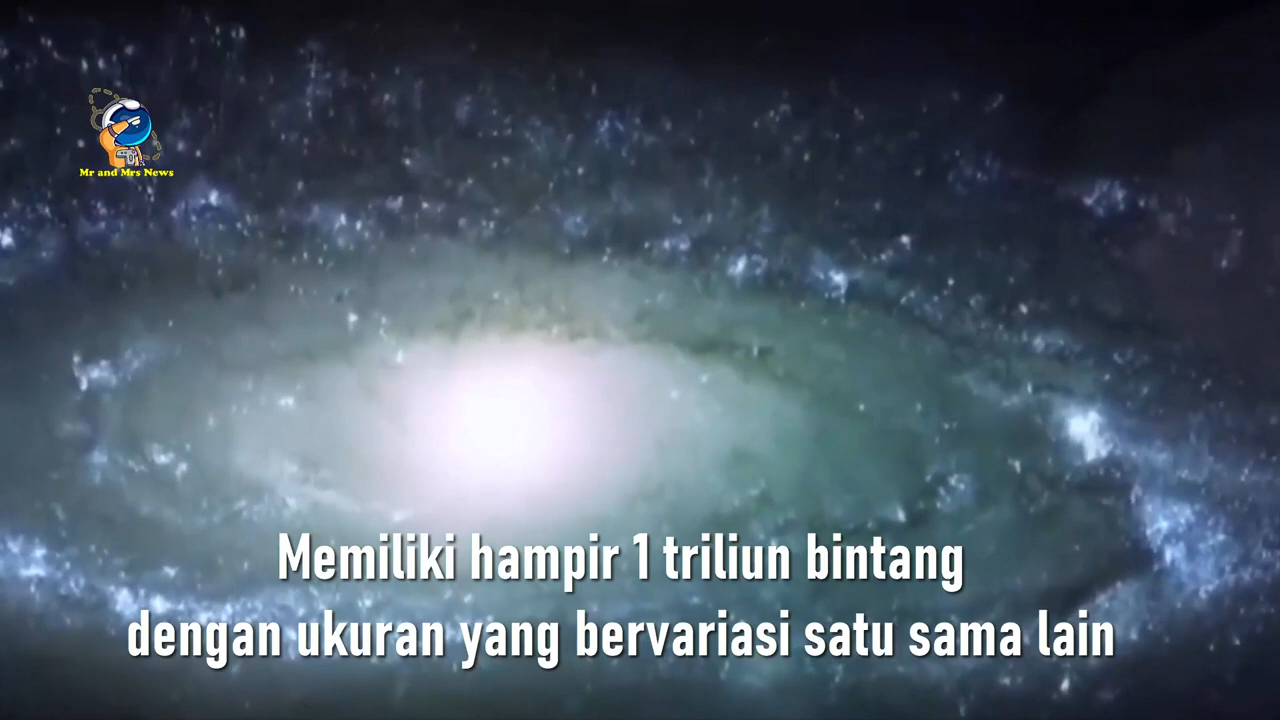 Mr and Mrs News
Memiliki hampir 1 triliun bintang
dengan ukuran yang bervariasi satu sama lain